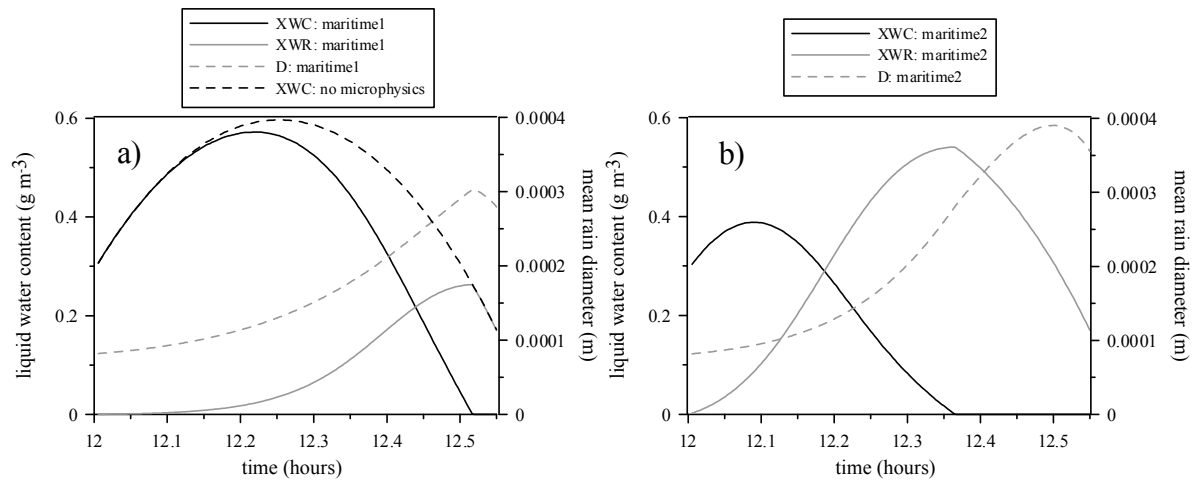 XWC: maritime1
XWR: maritime1
D: maritime1
XWC: no microphysics
0.6
0.4
0.2
0
liquid water content (g m-3)
a)
0.0004
0.0003
0.0002
0.0001
0
mean rain diameter (m)
12
12.1
12.2
12.3
12.4
12.5
time (hours)
XWC: maritime2
XWR: maritime2
D: maritime2
0.6
0.4
0.2
0
liquid water content (g m-3)
b)
0.0004
0.0003
0.0002
0.0001
0
mean rain diameter (m)
12
12.1
12.2
12.3
12.4
12.5
time (hours)